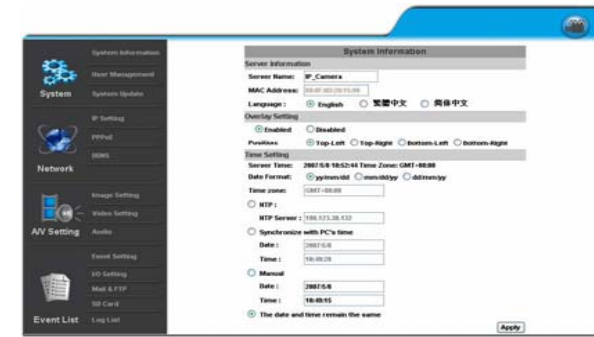 System Information
User Management
System Update
System
IP Setting
PPPoE
DDNS
Network
Image Setting
Video Setting
Audio
A/V Setting
Event Setting
I/O Setting
Mail & FTP
SD Card
Log List
Event List
System Information
Server Information
Server Name: IP_Camera
MAC Address:
Language : English 繁體中文 简体中文
Overlay Setting
Enabled Disabled
Position: Top-Left Top-Right Bottom-Left Bottom-Right
Time Setting
Server Time: 2007/5/8 18:52:44 Time Zone: GMT+08:00
Date Format: yy/mm/dd mm/dd/yy dd/mm/yy
Time zone: GMT+08:00
NTP :
NTP Server :
Synchronize with PC's time
Date : 2007/5/8
Time :
Manual
Date : 2007/5/8
Time : 18:49:15
The date and time remain the same
Apply